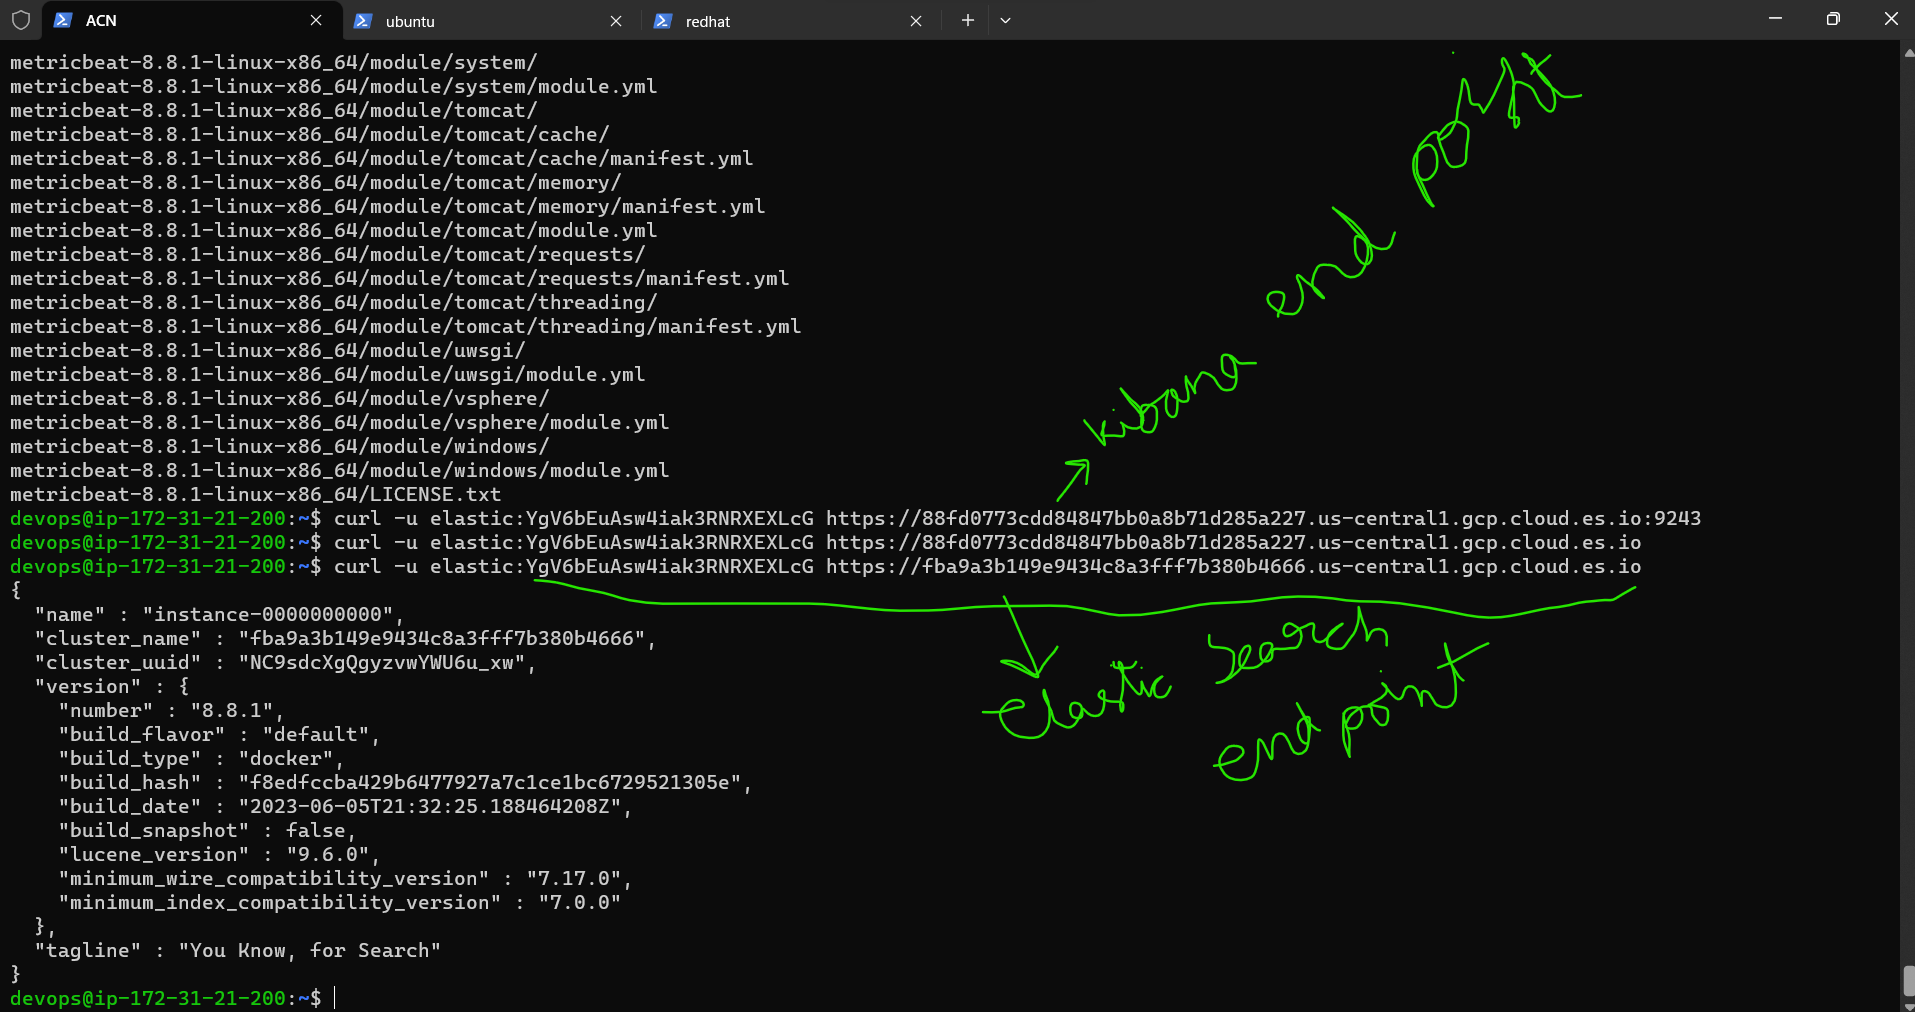 ACN
ubuntu
redhat
metricbeat-8.8.1-linux-x86_64/module/system/
metricbeat-8.8.1-linux-x86_64/module/system/module.yml
metricbeat-8.8.1-linux-x86_64/module/tomcat/
metricbeat-8.8.1-linux-x86_64/module/tomcat/cache/
metricbeat-8.8.1-linux-x86_64/module/tomcat/cache/manifest.yml
metricbeat-8.8.1-linux-x86_64/module/tomcat/memory/
metricbeat-8.8.1-linux-x86_64/module/tomcat/memory/manifest.yml
metricbeat-8.8.1-linux-x86_64/module/tomcat/module.yml
metricbeat-8.8.1-linux-x86_64/module/tomcat/requests/
metricbeat-8.8.1-linux-x86_64/module/tomcat/requests/manifest.yml
metricbeat-8.8.1-linux-x86_64/module/tomcat/threading/
metricbeat-8.8.1-linux-x86_64/module/tomcat/threading/manifest.yml
metricbeat-8.8.1-linux-x86_64/module/uwsgi/
metricbeat-8.8.1-linux-x86_64/module/uwsgi/module.yml
metricbeat-8.8.1-linux-x86_64/module/vsphere/
metricbeat-8.8.1-linux-x86_64/module/vsphere/module.yml
metricbeat-8.8.1-linux-x86_64/module/windows/
metricbeat-8.8.1-linux-x86_64/module/windows/module.yml
metricbeat-8.8.1-linux-x86_64/LICENSE.txt
kibana end point
devops@ip-172-31-21-200:~$ curl -u elastic:YgV6bEuAsw4iak3RNRXEXLcG https://88fd0773cdd84847bb0a8b71d285a227.us-central1.gcp.cloud.es.io:9243
devops@ip-172-31-21-200:~$ curl -u elastic:YgV6bEuAsw4iak3RNRXEXLcG https://88fd0773cdd84847bb0a8b71d285a227.us-central1.gcp.cloud.es.io
devops@ip-172-31-21-200:~$ curl -u elastic:YgV6bEuAsw4iak3RNRXEXLcG https://fba9a3b149e9434c8a3fff7b380b4666.us-central1.gcp.cloud.es.io
{
  "name" : "instance-0000000000",
  "cluster_name" : "fba9a3b149e9434c8a3fff7b380b4666",
  "cluster_uuid" : "NC9sdcXgQgyzvwYWU6u_xw",
  "version" : {
    "number" : "8.8.1",
    "build_flavor" : "default",
    "build_type" : "docker",
    "build_hash" : "f8edfccba429b6477927a7c1ce1bc6729521305e",
    "build_date" : "2023-06-05T21:32:25.188464208Z",
    "build_snapshot" : false,
    "lucene_version" : "9.6.0",
    "minimum_wire_compatibility_version" : "7.17.0",
    "minimum_index_compatibility_version" : "7.0.0"
  },
  "tagline" : "You Know, for Search"
}
elastic search
end point
devops@ip-172-31-21-200:~$